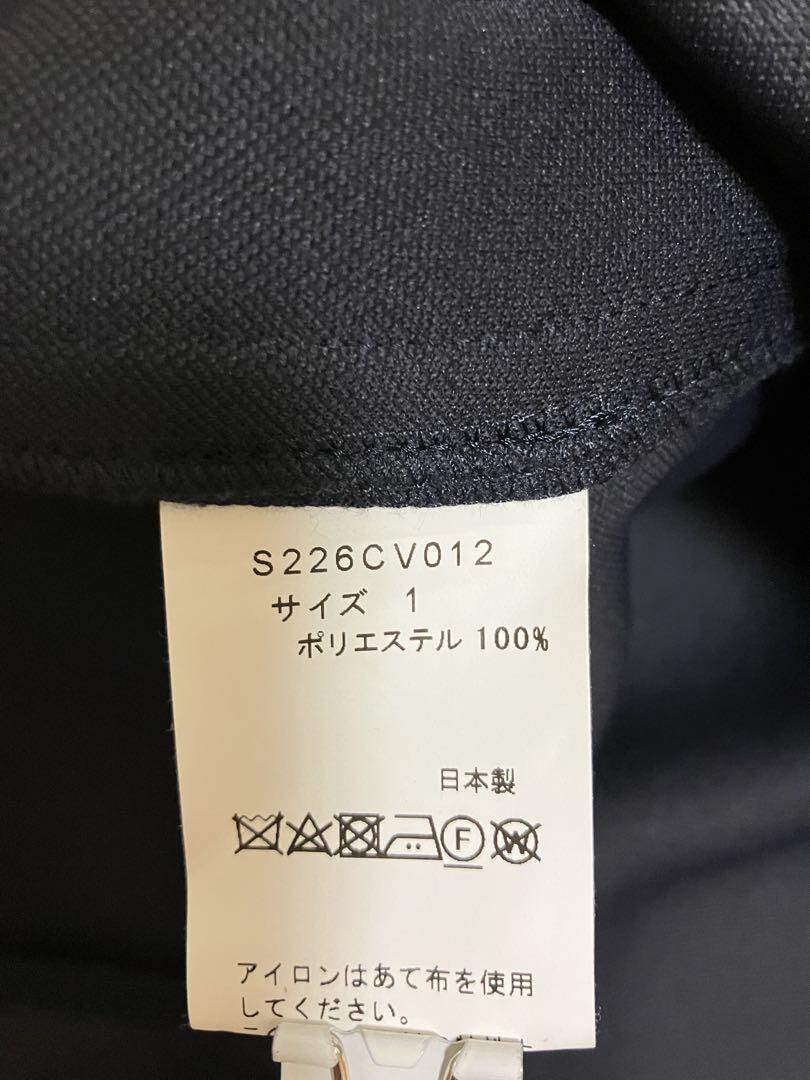 S226CV012
サイズ 1
ポリエステル 100%
日本製
F W
アイロンはあて布を使用
してください。